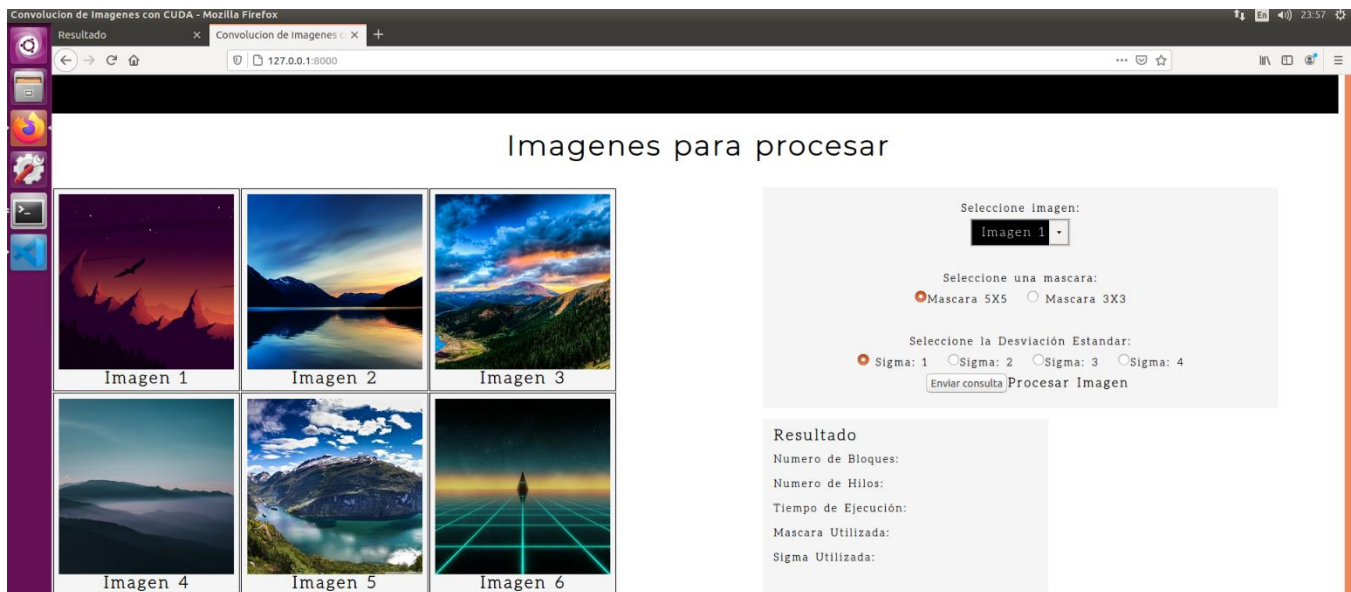 Convolucion de Imagenes con CUDA - Mozilla Firefox
En 23:57
Resultado
Convolucion de Imagenes c
127.0.0.1:8000
Imagenes para procesar
Imagen 1 Imagen 2 Imagen 3
Imagen 4 Imagen 5 Imagen 6
Seleccione imagen:
Imagen 1
Seleccione una mascara:
Mascara 5X5 Mascara 3X3
Seleccione la Desviación Estandar:
Sigma: 1 Sigma: 2 Sigma: 3 Sigma: 4
Enviar consulta Procesar Imagen
Resultado
Numero de Bloques:
Numero de Hilos:
Tiempo de Ejecución:
Mascara Utilizada:
Sigma Utilizada: